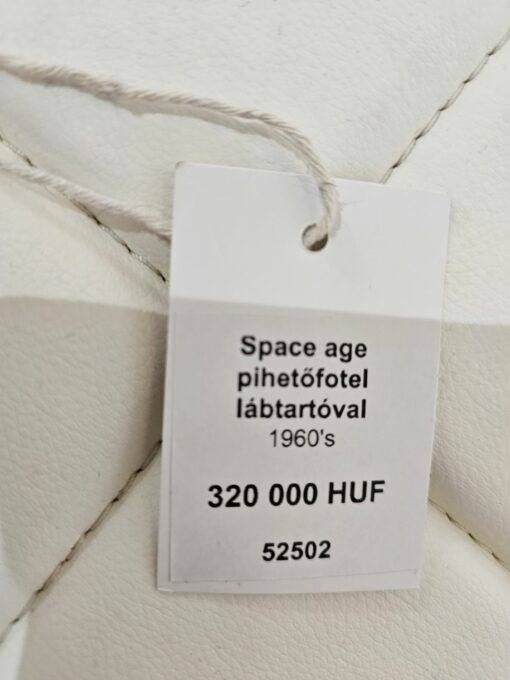 Space age
pihetőfotel
lábtartóval
1960's
320 000 HUF
52502